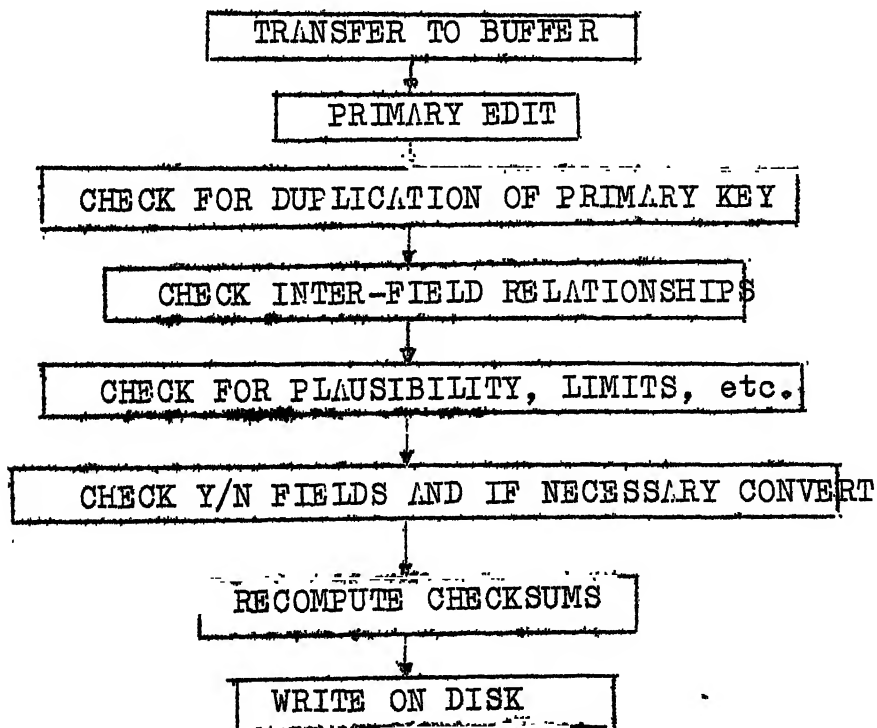 TRANSFER TO BUFFER
PRIMARY EDIT
CHECK FOR DUPLICATION OF PRIMARY KEY
CHECK INTER-FIELD RELATIONSHIPS
CHECK FOR PLAUSIBILITY, LIMITS, etc.
CHECK Y/N FIELDS AND IF NECESSARY CONVERT
RECOMPUTE CHECKSUMS
WRITE ON DISK